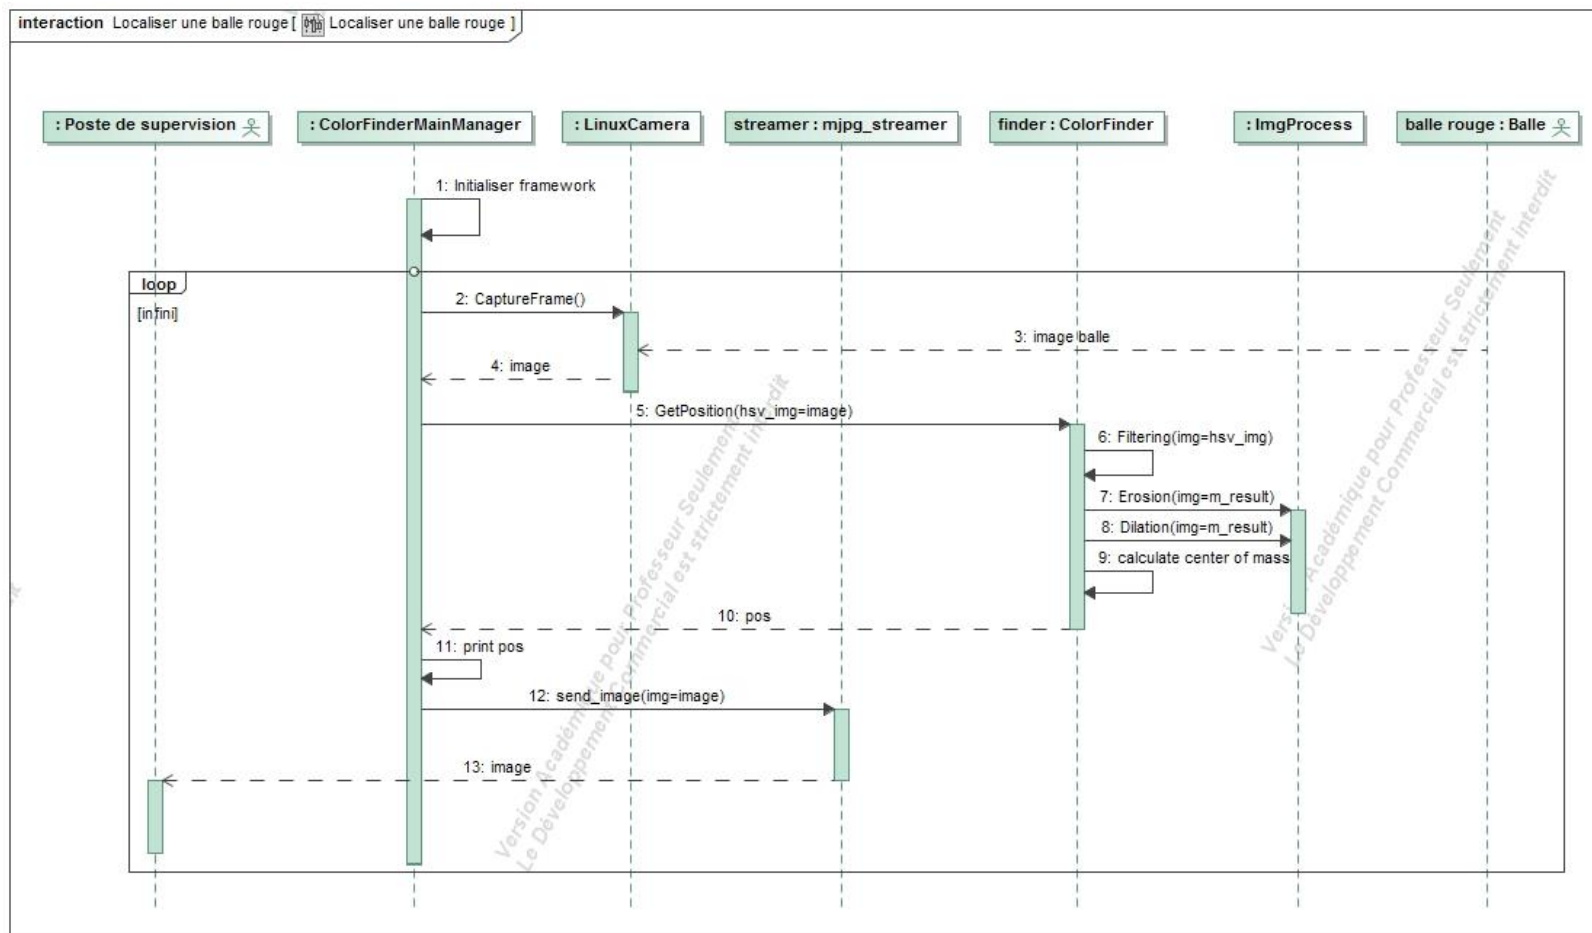 interaction Localiser une balle rouge [ Localiser une balle rouge ]
: Poste de supervision
: ColorFinderMainManager
: LinuxCamera
streamer : mjpg_streamer
finder : ColorFinder
: ImgProcess
balle rouge : Balle
1: Initialiser framework
loop
[infini]
2: CaptureFrame()
3: image balle
4: image
5: GetPosition(hsv_img=image)
6: Filtering(img=hsv_img)
7: Erosion(img=m_result)
8: Dilation(img=m_result)
9: calculate center of mass
10: pos
11: print pos
12: send_image(img=image)
13: image
Version Académique pour Professeur Seulement
Le Développement Commercial est strictement interdit
Version Académique pour Professeur Seulement
Le Développement Commercial est strictement interdit